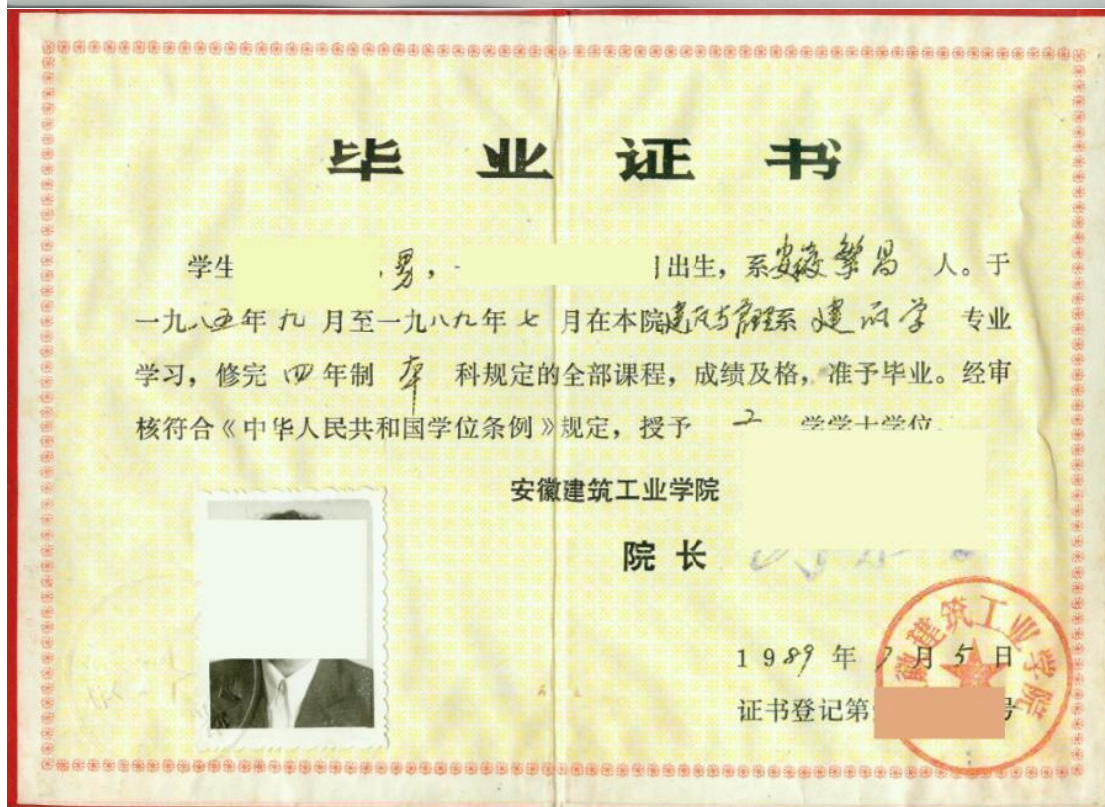 毕业证书
学生 男, 出生,系安徽繁昌 人。于
一九八五年九月至一九八九年七月在本院建筑与管理系 建筑学 专业
学习,修完四年制 本 科规定的全部课程,成绩及格,准予毕业。经审
核符合《中华人民共和国学位条例》规定,授予 工 学学士学位。
安徽建筑工业学院
院长
1989年7月5日
证书登记第 号
徽建筑工业学院